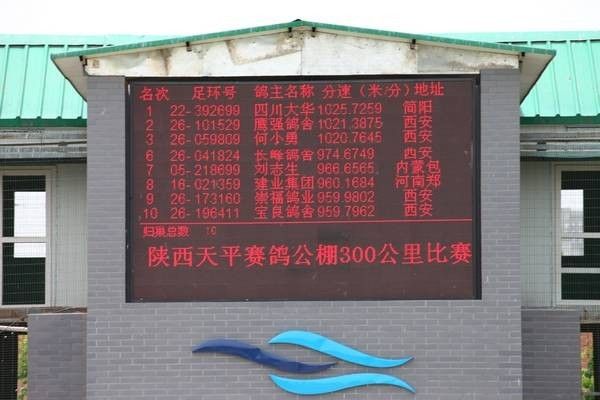 名次 足环号 鸽主名称 分速（米/分）地址
1 22-392699 四川大华 1025.7259 简阳
2 26-101529 鹰强鸽舍 1021.3875 西安
3 26-059809 何小勇 1020.7645 西安
6 26-041824 长峰鸽舍 974.6749 西安
7 05-218699 刘志生 966.6565 内蒙包
8 16-021359 建业集团 960.1684 河南郑
9 26-173160 崇福鸽业 959.9802 西安
10 26-196411 宝良鸽舍 959.7962 西安
归巢总数 10
陕西天平赛鸽公棚300公里比赛